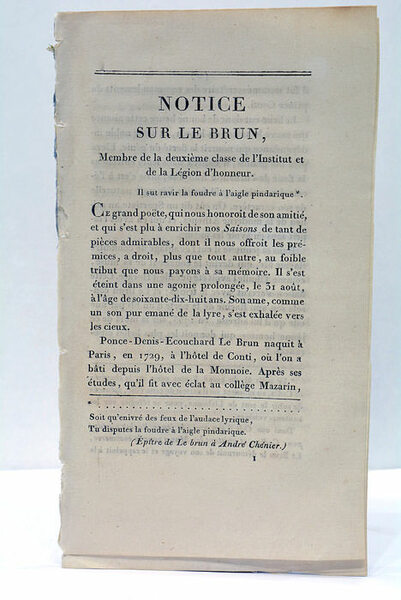 NOTICE
SUR LE BRUN,
Membre de la deuxième classe de l'Institut et
de la Légion d'honneur.
Il sut ravir la foudre à l'aigle pindarique*.
CE grand poëte, qui nous honoroit de son amitié,
et qui s'est plu à enrichir nos Saisons de tant de
pièces admirables, dont il nous offroit les pré-
mices, a droit, plus que tout autre, au foible
tribut que nous payons à sa mémoire. Il s'est
éteint dans une agonie prolongée, le 31 août,
à l'âge de soixante-dix-huit ans. Son ame, comme
un son pur émané de la lyre, s'est exhalée vers
les cieux.
Ponce-Denis-Ecouchard Le Brun naquit à
Paris, en 1729, à l'hôtel de Conti, où l'on a
bâti depuis l'hôtel de la Monnoie. Après ses
études, qu'il fit avec éclat au collège Mazarin,
* . . . . . . . . . . . . . . . . . . . . . . . . . . . .
Soit qu'enivré des feux de l'audace lyrique,
Tu disputes la foudre à l'aigle pindarique.
(Épître de Le brun à André Chénier.)
1